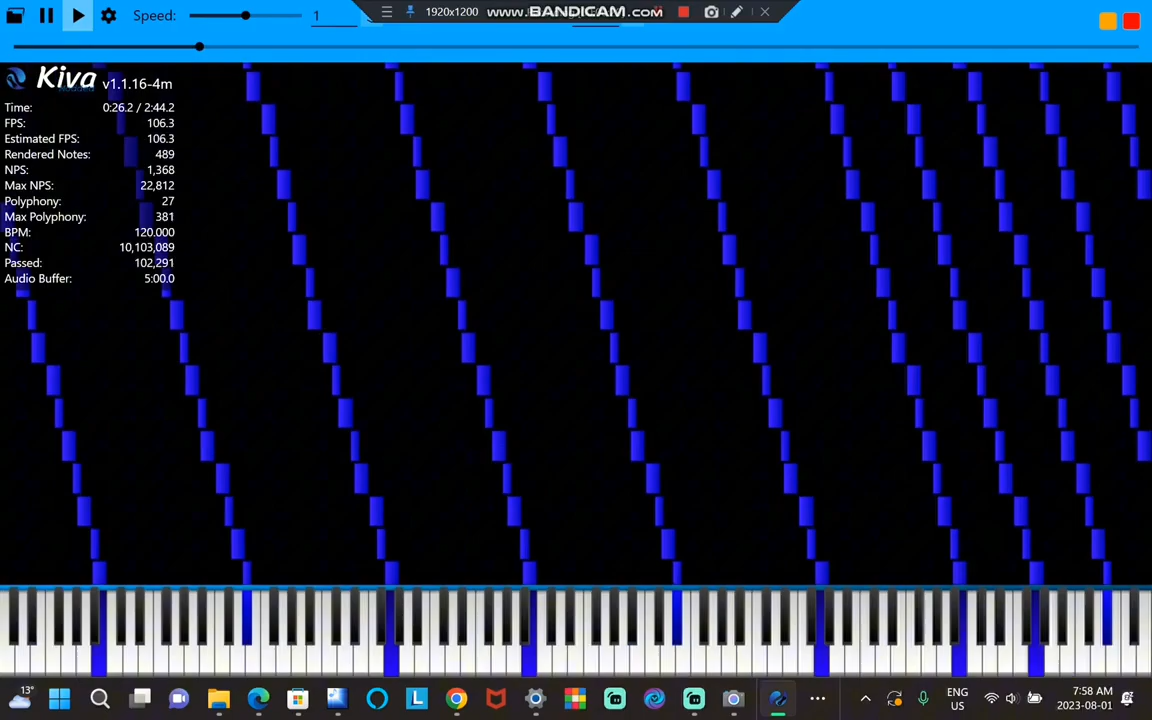 Speed: 1
1920x1200 www.BANDICAM.com
Kiva v1.1.16-4m
Time: 0:26.2 / 2:44.2
FPS: 106.3
Estimated FPS: 106.3
Rendered Notes: 489
NPS: 1,368
Max NPS: 22,812
Polyphony: 27
Max Polyphony: 381
BPM: 120.000
NC: 10,103,089
Passed: 102,291
Audio Buffer: 5:00.0
13°
L
ENG
US
7:58 AM
2023-08-01